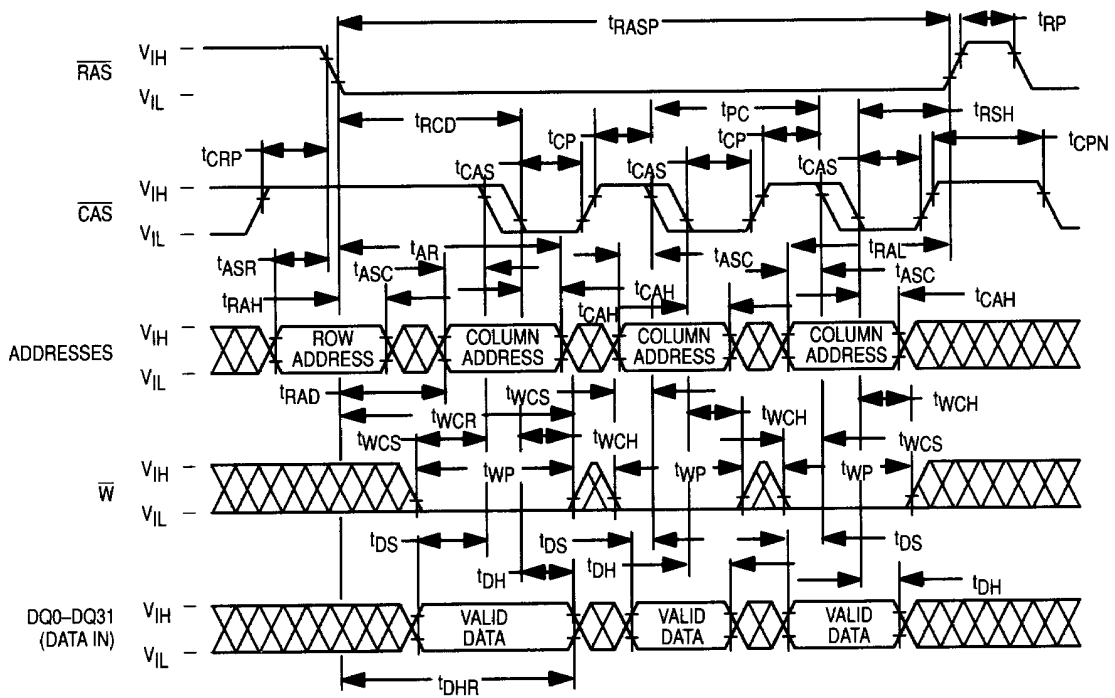 tRASP
tRP
VIH
RAS
VIL
tRCD
tCP
tPC
tCP
tRSH
tCRP
tCPN
tCAS
tCAS
tCAS
VIH
CAS
VIL
tASR
tAR
tASC
tASC
tRAL
tASC
tRAH
tCAH
tCAH
tCAH
VIH
ADDRESSES
VIL
ROW
ADDRESS
COLUMN
ADDRESS
COLUMN
ADDRESS
COLUMN
ADDRESS
tRAD
tWCS
tWCR
tWCH
tWCS
tWCH
tWCH
tWCS
VIH
W
VIL
tWP
tWP
tWP
tDS
tDS
tDS
tDH
tDH
tDH
DQ0–DQ31
(DATA IN)
VIH
VIL
VALID
DATA
VALID
DATA
VALID
DATA
tDHR